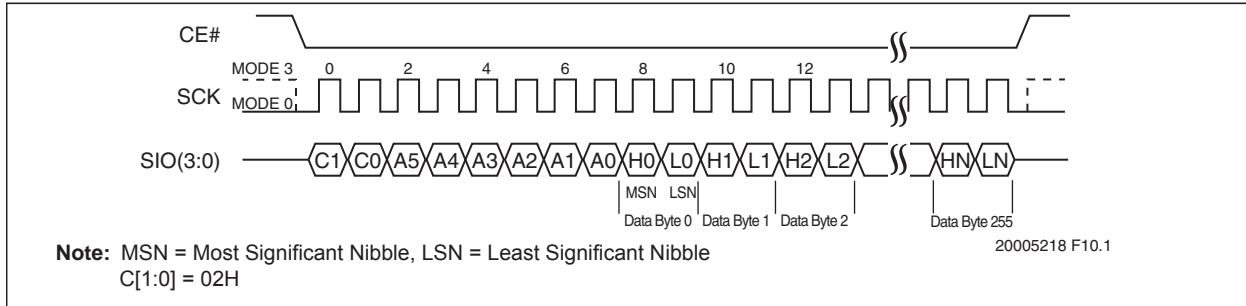 CE#
MODE 3 0 2 4 6 8 10 12
SCK MODE 0
SIO(3:0) C1 C0 A5 A4 A3 A2 A1 A0 H0 L0 H1 L1 H2 L2 HN LN
MSN LSN
Data Byte 0 Data Byte 1 Data Byte 2 Data Byte 255
20005218 F10.1
Note: MSN = Most Significant Nibble, LSN = Least Significant Nibble
C[1:0] = 02H